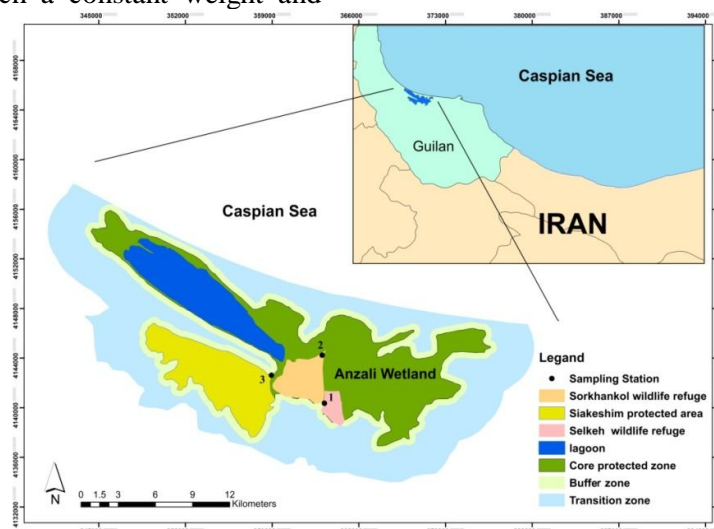 345000 352000 359000 366000 373000 380000 387000 394000
4168000
4164000
4160000
4156000
4152000
4148000
4144000
4140000
4136000
4132000
Caspian Sea
Guilan
IRAN
Caspian Sea
2
Anzali Wetland
3
1
Legand
Sampling Station
Sorkhankol wildlife refuge
Siakeshim protected area
Selkeh wildlife refuge
lagoon
Core protected zone
Buffer zone
Transition zone
N
0 1.5 3 6 9 12
Kilometers